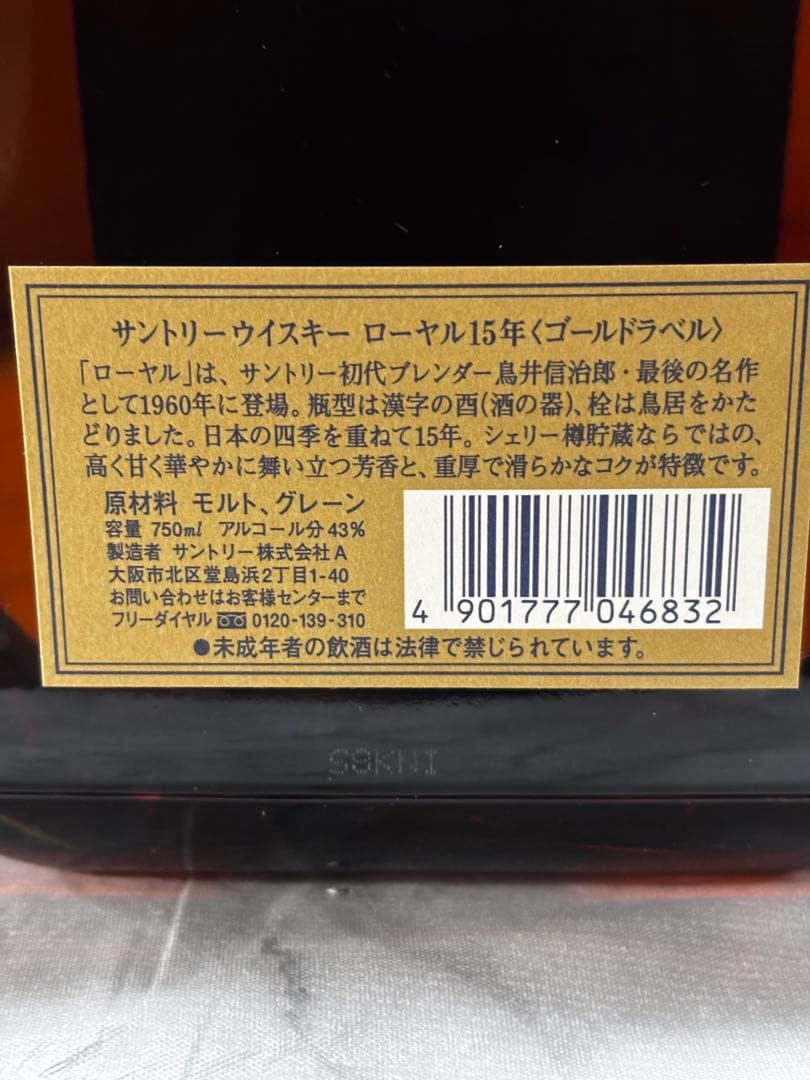 サントリーウイスキー ローヤル15年〈ゴールドラベル〉
「ローヤル」は、サントリー初代ブレンダー鳥井信治郎・最後の名作
として1960年に登場。瓶型は漢字の酉(酒の器)、栓は鳥居をかた
どりました。日本の四季を重ねて15年。シェリー樽貯蔵ならではの、
高く甘く華やかに舞い立つ芳香と、重厚で滑らかなコクが特徴です。
原材料 モルト、グレーン
容量 750ml アルコール分43%
製造者 サントリー株式会社A
大阪市北区堂島浜2丁目1-40
お問い合わせはお客様センターまで
フリーダイヤル 0120-139-310
4 901777 046832
●未成年者の飲酒は法律で禁じられています。
S8KNI